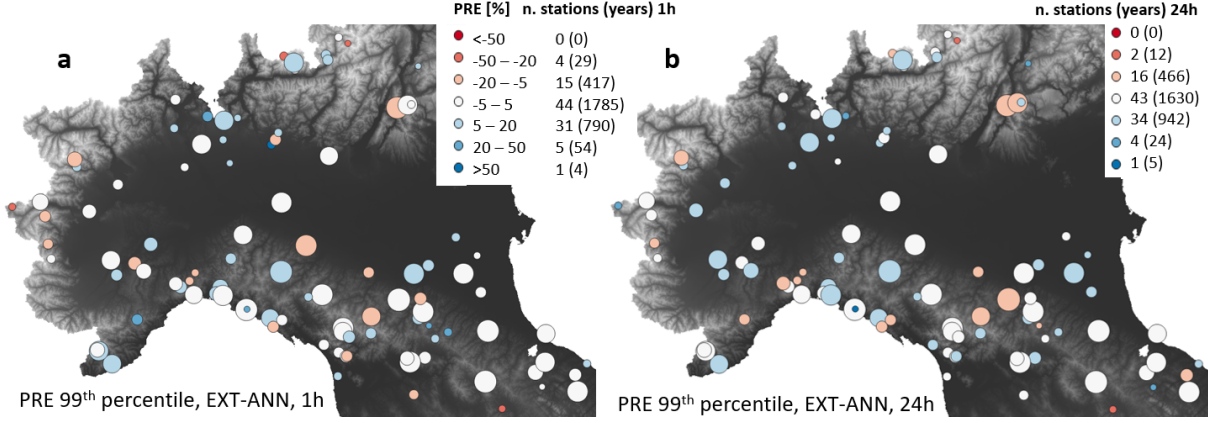 PRE [%] n. stations (years) 1h
<-50 0 (0)
-50 – -20 4 (29)
-20 – -5 15 (417)
-5 – 5 44 (1785)
5 – 20 31 (790)
20 – 50 5 (54)
>50 1 (4)
a
PRE 99th percentile, EXT-ANN, 1h
n. stations (years) 24h
0 (0)
2 (12)
16 (466)
43 (1630)
34 (942)
4 (24)
1 (5)
b
PRE 99th percentile, EXT-ANN, 24h